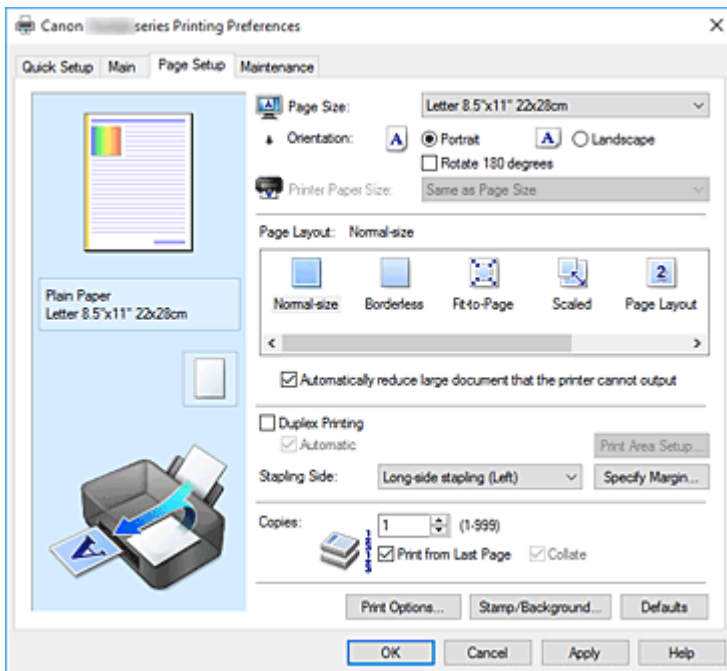 Canon series Printing Preferences
Quick Setup Main Page Setup Maintenance
Page Size: Letter 8.5"x11" 22x28cm
Orientation: A Portrait A Landscape
Rotate 180 degrees
Printer Paper Size: Same as Page Size
Page Layout: Normal-size
2
Normal-size Borderless Fit-to-Page Scaled Page Layout
Plain Paper
Letter 8.5"x11" 22x28cm
Automatically reduce large document that the printer cannot output
Duplex Printing
Automatic Print Area Setup...
Stapling Side: Long-side stapling (Left) Specify Margin...
Copies: 1 (1-999)
Print from Last Page Collate
A
Print Options... Stamp/Background... Defaults
OK Cancel Apply Help